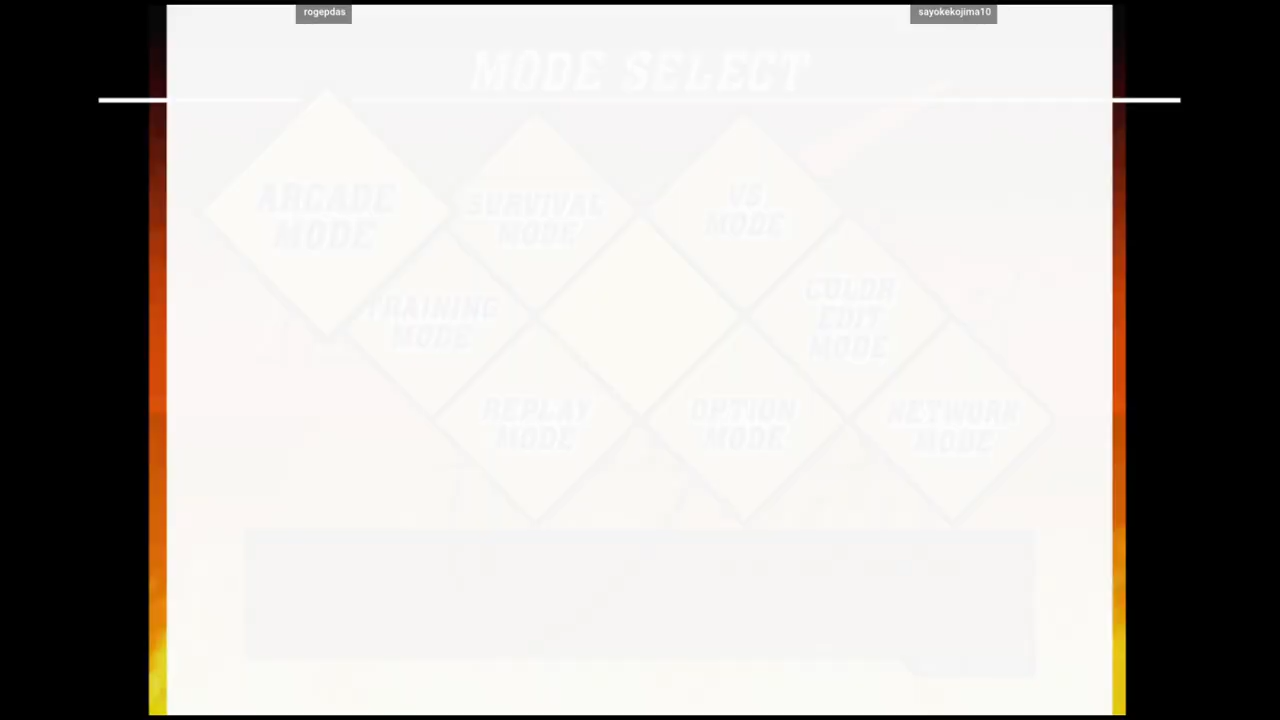 rogepdas
sayokekojima10
MODE SELECT
ARCADE
MODE
SURVIVAL
MODE
VS
MODE
TRAINING
MODE
COLOR
EDIT
MODE
REPLAY
MODE
OPTION
MODE
NETWORK
MODE